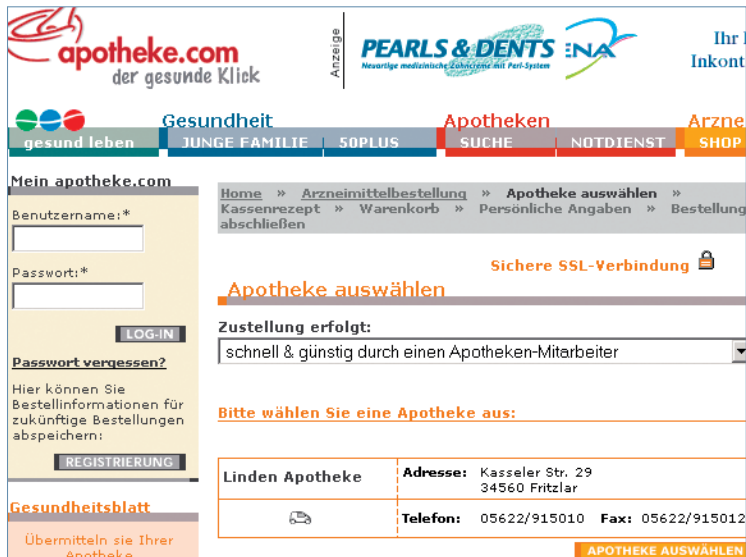 apotheke.com
der gesunde Klick
Anzeige
PEARLS & DENTS
Neuartige medizinische Zahncreme mit Perl-System
ENA
Ihr
Inkont
Gesundheit
Apotheken
Arzne
gesund leben
JUNGE FAMILIE
50PLUS
SUCHE
NOTDIENST
SHOP
Mein apotheke.com
Benutzername:*
Passwort:*
LOG-IN
Passwort vergessen?
Hier können Sie
Bestellinformationen für
zukünftige Bestellungen
abspeichern:
REGISTRIERUNG
Gesundheitsblatt
Übermitteln sie Ihrer
Apotheke
Home » Arzneimittelbestellung » Apotheke auswählen »
Kassenrezept » Warenkorb » Persönliche Angaben » Bestellung
abschließen
Sichere SSL-Verbindung
Apotheke auswählen
Zustellung erfolgt:
schnell & günstig durch einen Apotheken-Mitarbeiter
Bitte wählen Sie eine Apotheke aus:
Linden Apotheke
Adresse: Kasseler Str. 29
34560 Fritzlar
Telefon: 05622/915010 Fax: 05622/915012
APOTHEKE AUSWÄHLEN